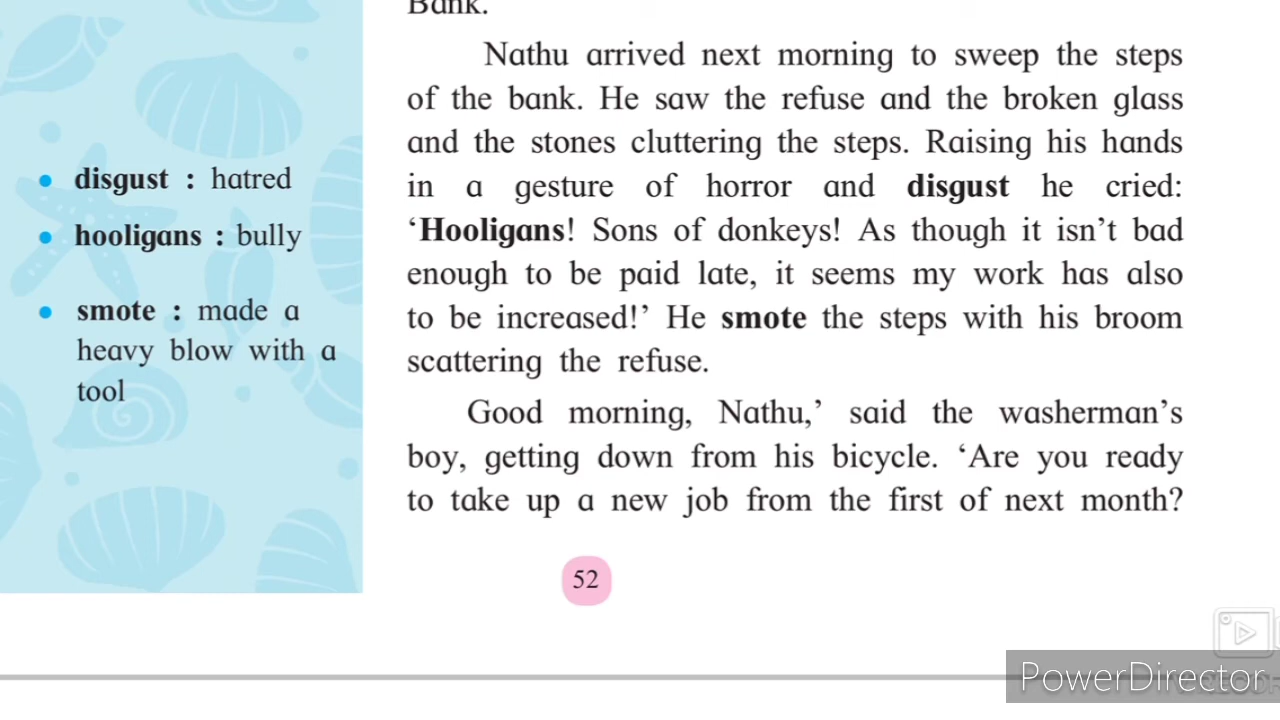 Bank.
Nathu arrived next morning to sweep the steps
of the bank. He saw the refuse and the broken glass
and the stones cluttering the steps. Raising his hands
in a gesture of horror and disgust he cried:
‘Hooligans! Sons of donkeys! As though it isn’t bad
enough to be paid late, it seems my work has also
to be increased!’ He smote the steps with his broom
scattering the refuse.
Good morning, Nathu,’ said the washerman’s
boy, getting down from his bicycle. ‘Are you ready
to take up a new job from the first of next month?
• disgust : hatred
• hooligans : bully
• smote : made a
heavy blow with a
tool
52
PowerDirector